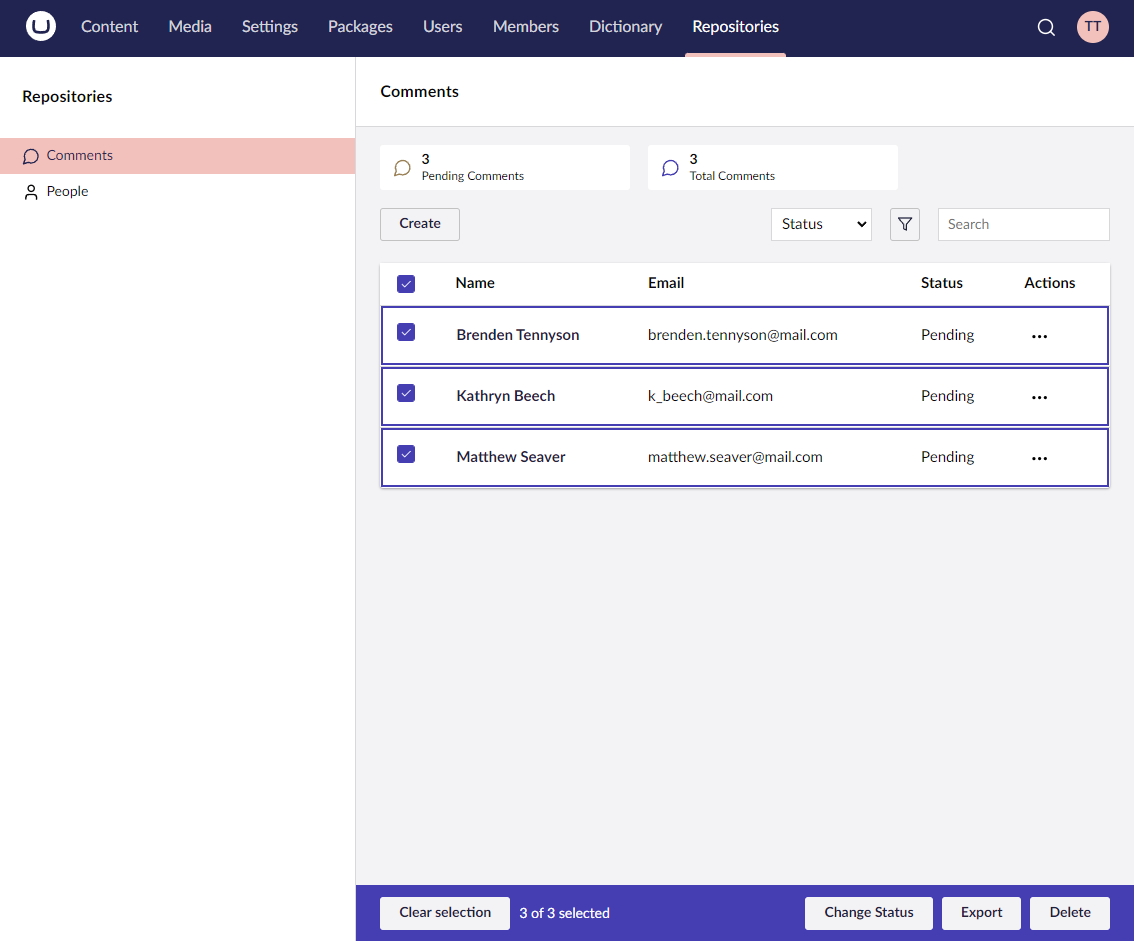 Content Media Settings Packages Users Members Dictionary Repositories TT
Repositories
Comments
People
Comments
3
Pending Comments
3
Total Comments
Create Status Search
Name Email Status Actions
Brenden Tennyson brenden.tennyson@mail.com Pending
Kathryn Beech k_beech@mail.com Pending
Matthew Seaver matthew.seaver@mail.com Pending
Clear selection 3 of 3 selected Change Status Export Delete